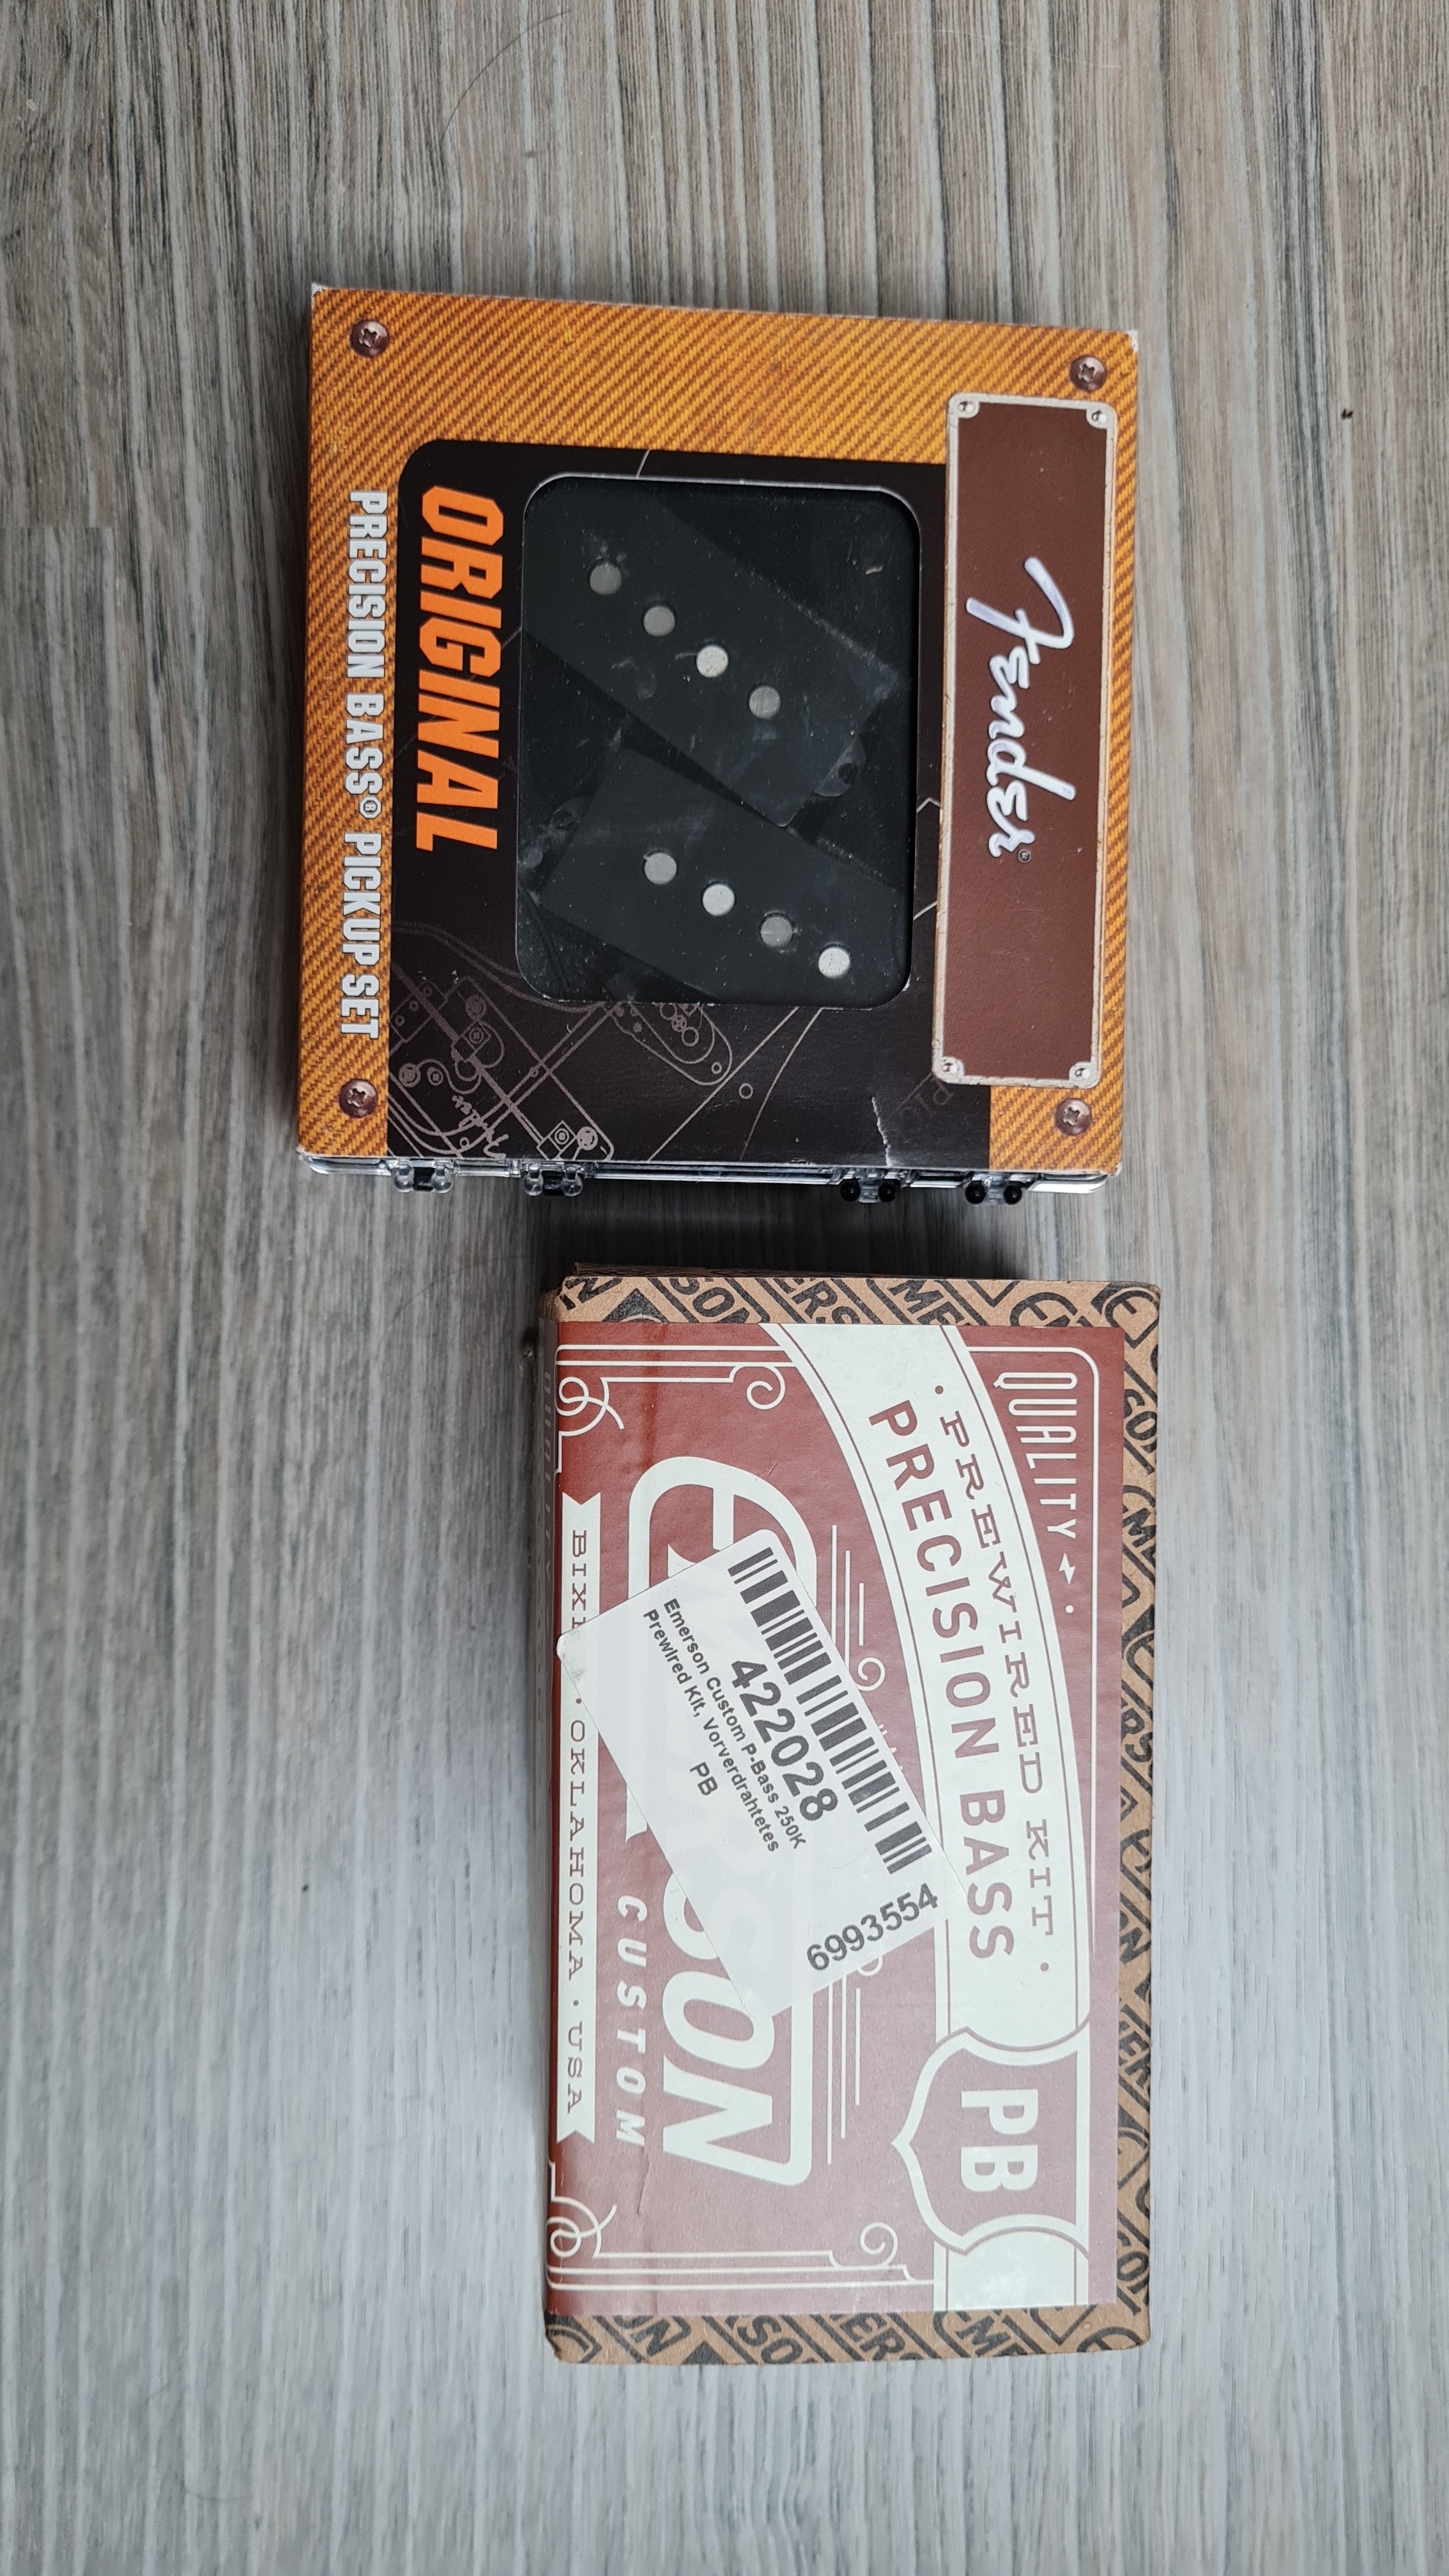 Fender®
ORIGINAL
PRECISION BASS® PICKUP SET
QUALITY
· PREWIRED KIT ·
PRECISION BASS
PB
422028
Emerson Custom P-Bass 250K
Prewired Kit, Vorverdrahtetes
PB
6993554
CUSTOM
· OKLAHOMA · USA